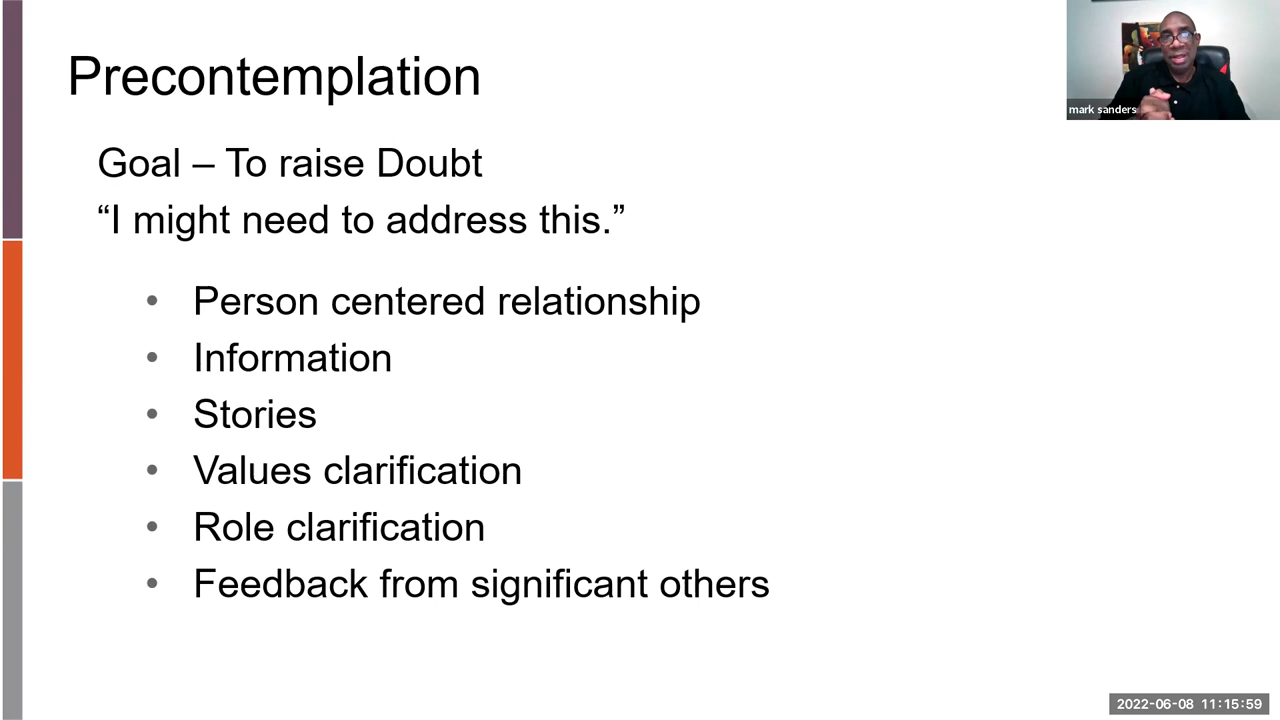 Precontemplation
mark sanders
Goal – To raise Doubt
“I might need to address this.”
• Person centered relationship
• Information
• Stories
• Values clarification
• Role clarification
• Feedback from significant others
2022-06-08 11:15:59